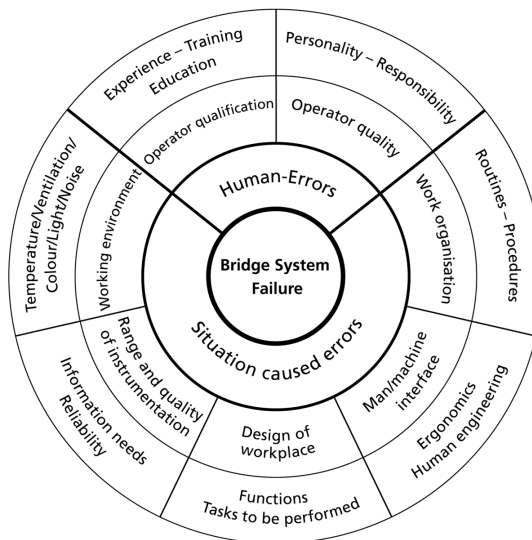 Bridge System
Failure
Human-Errors
Situation caused errors
Operator qualification
Experience – Training
Education
Operator quality
Personality – Responsibility
Work organisation
Routines – Procedures
Man/machine
interface
Ergonomics
Human engineering
Design of
workplace
Functions
Tasks to be performed
Range and quality
of instrumentation
Information needs
Reliability
Working environment
Temperature/Ventilation/
Colour/Light/Noise